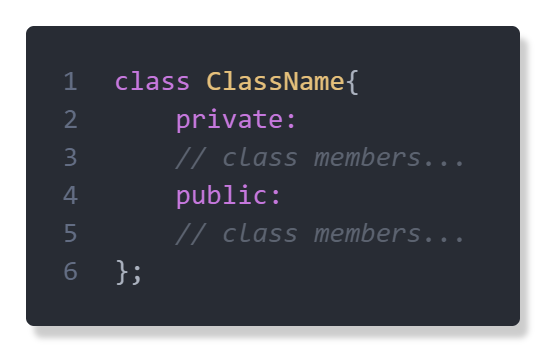 1 class ClassName{
2 private:
3 // class members...
4 public:
5 // class members...
6 };